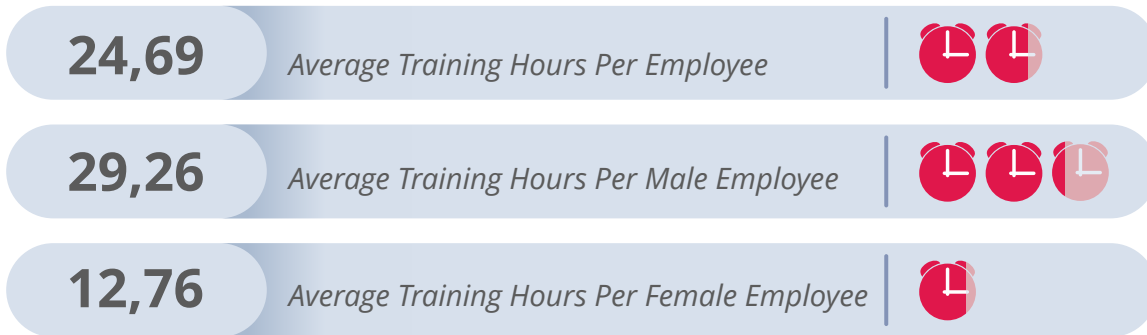 24,69 Average Training Hours Per Employee
29,26 Average Training Hours Per Male Employee
12,76 Average Training Hours Per Female Employee